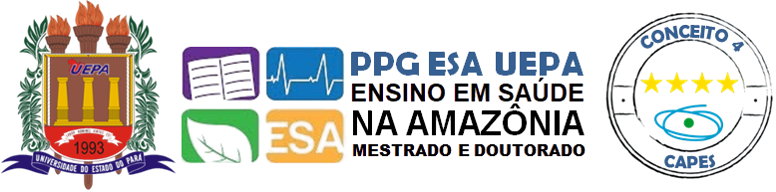 UEPA
1993
UNIVERSIDADE DO ESTADO DO PARÁ
ESA
PPG ESA UEPA
ENSINO EM SAÚDE
NA AMAZÔNIA
MESTRADO E DOUTORADO
CONCEITO 4
CAPES